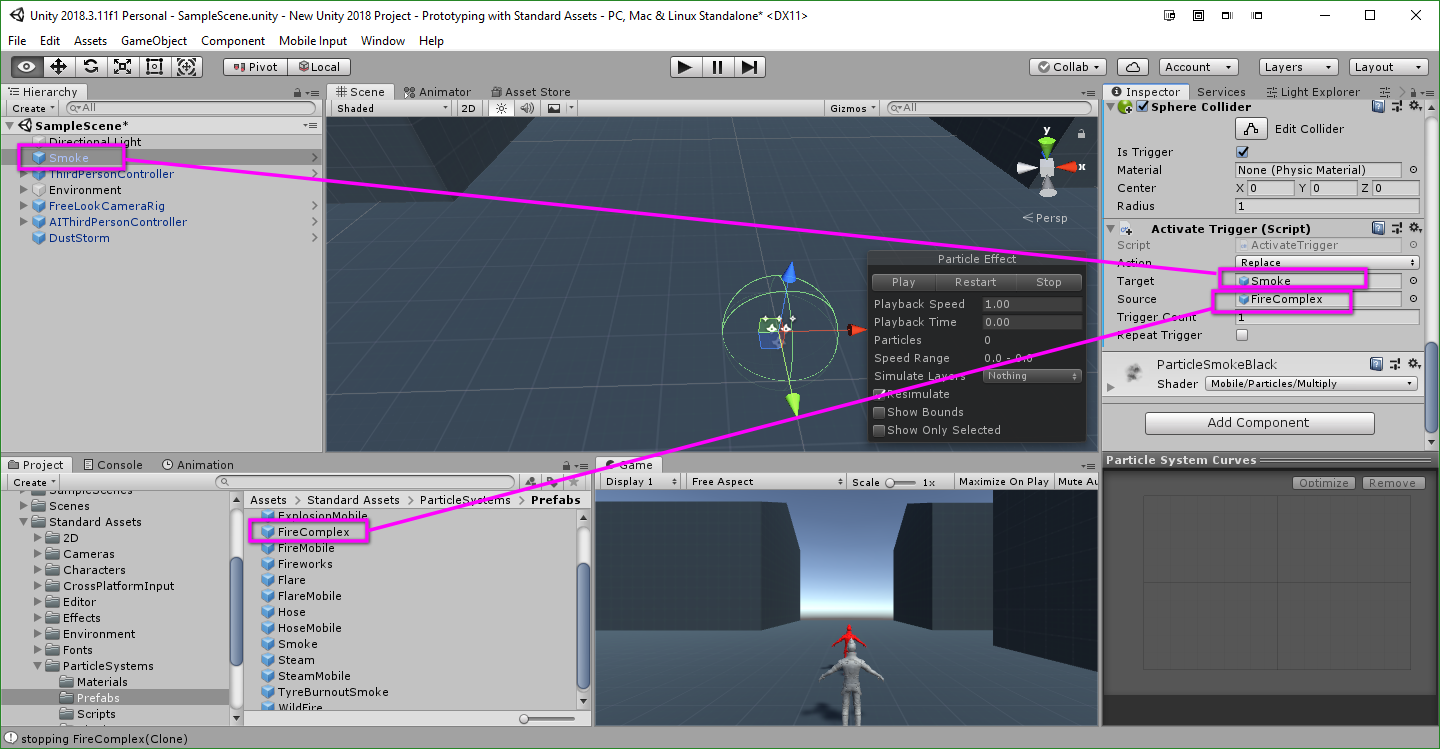 Unity 2018.3.11f1 Personal - SampleScene.unity - New Unity 2018 Project - Prototyping with Standard Assets - PC, Mac & Linux Standalone* <DX11>
File Edit Assets GameObject Component Mobile Input Window Help
Pivot Local Collab Account Layers Layout
Hierarchy
Create All
SampleScene*
Directional Light
Smoke
ThirdPersonController
Environment
FreeLookCameraRig
AIThirdPersonController
DustStorm
Scene Animator Asset Store
Shaded 2D Gizmos All
y
x
Persp
Particle Effect
Play Restart Stop
Playback Speed 1.00
Playback Time 0.00
Particles 0
Speed Range 0.0 - 0.0
Simulate Layers Nothing
Resimulate
Show Bounds
Show Only Selected
Inspector Services Light Explorer
Sphere Collider
Edit Collider
Is Trigger
Material None (Physic Material)
Center X 0 Y 0 Z 0
Radius 1
Activate Trigger (Script)
Script ActivateTrigger
Action Replace
Target Smoke
Source FireComplex
Trigger Count 1
Repeat Trigger
ParticleSmokeBlack
Shader Mobile/Particles/Multiply
Add Component
Particle System Curves
Optimize Remove
Project Console Animation
Create
SampleScenes
Scenes
Standard Assets
2D
Cameras
Characters
CrossPlatformInput
Editor
Effects
Environment
Fonts
ParticleSystems
Materials
Prefabs
Scripts
Assets > Standard Assets > ParticleSystems > Prefabs
ExplosionMobile
FireComplex
FireMobile
Fireworks
Flare
FlareMobile
Hose
HoseMobile
Smoke
Steam
SteamMobile
TyreBurnoutSmoke
WildFire
Game
Display 1 Free Aspect Scale 1x Maximize On Play Mute Au
stopping FireComplex(Clone)